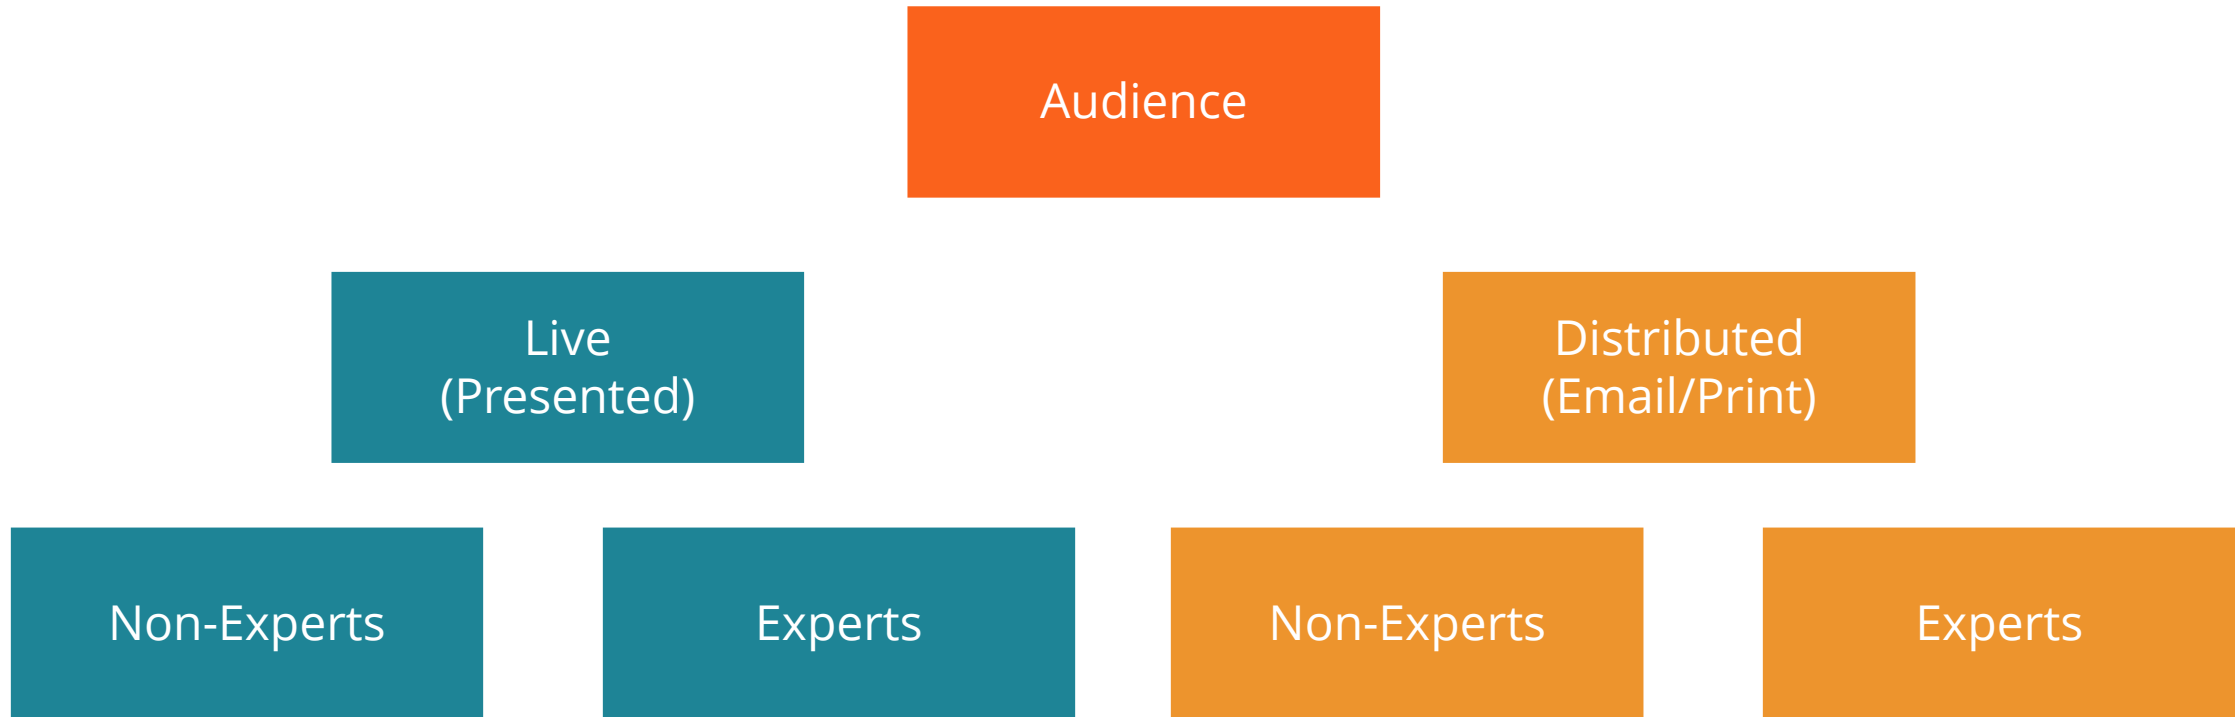 Audience
Live
(Presented)
Distributed
(Email/Print)
Non-Experts
Experts
Non-Experts
Experts